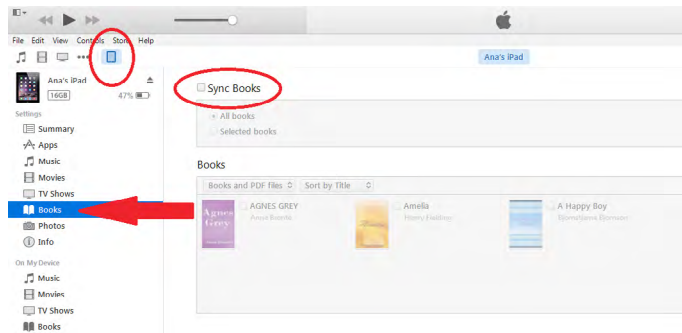 File Edit View Controls Store Help
Ana's iPad
Ana's iPad
16GB 47%
Settings
Summary
Apps
Music
Movies
TV Shows
Books
Photos
Info
On My Device
Music
Movies
TV Shows
Books
Sync Books
All books
Selected books
Books
Books and PDF files Sort by Title
AGNES GREY
Anne Bronte
Agnes
Grey
Amelia
Henry Fielding
A Happy Boy
Bjørnstjerne Bjørnson